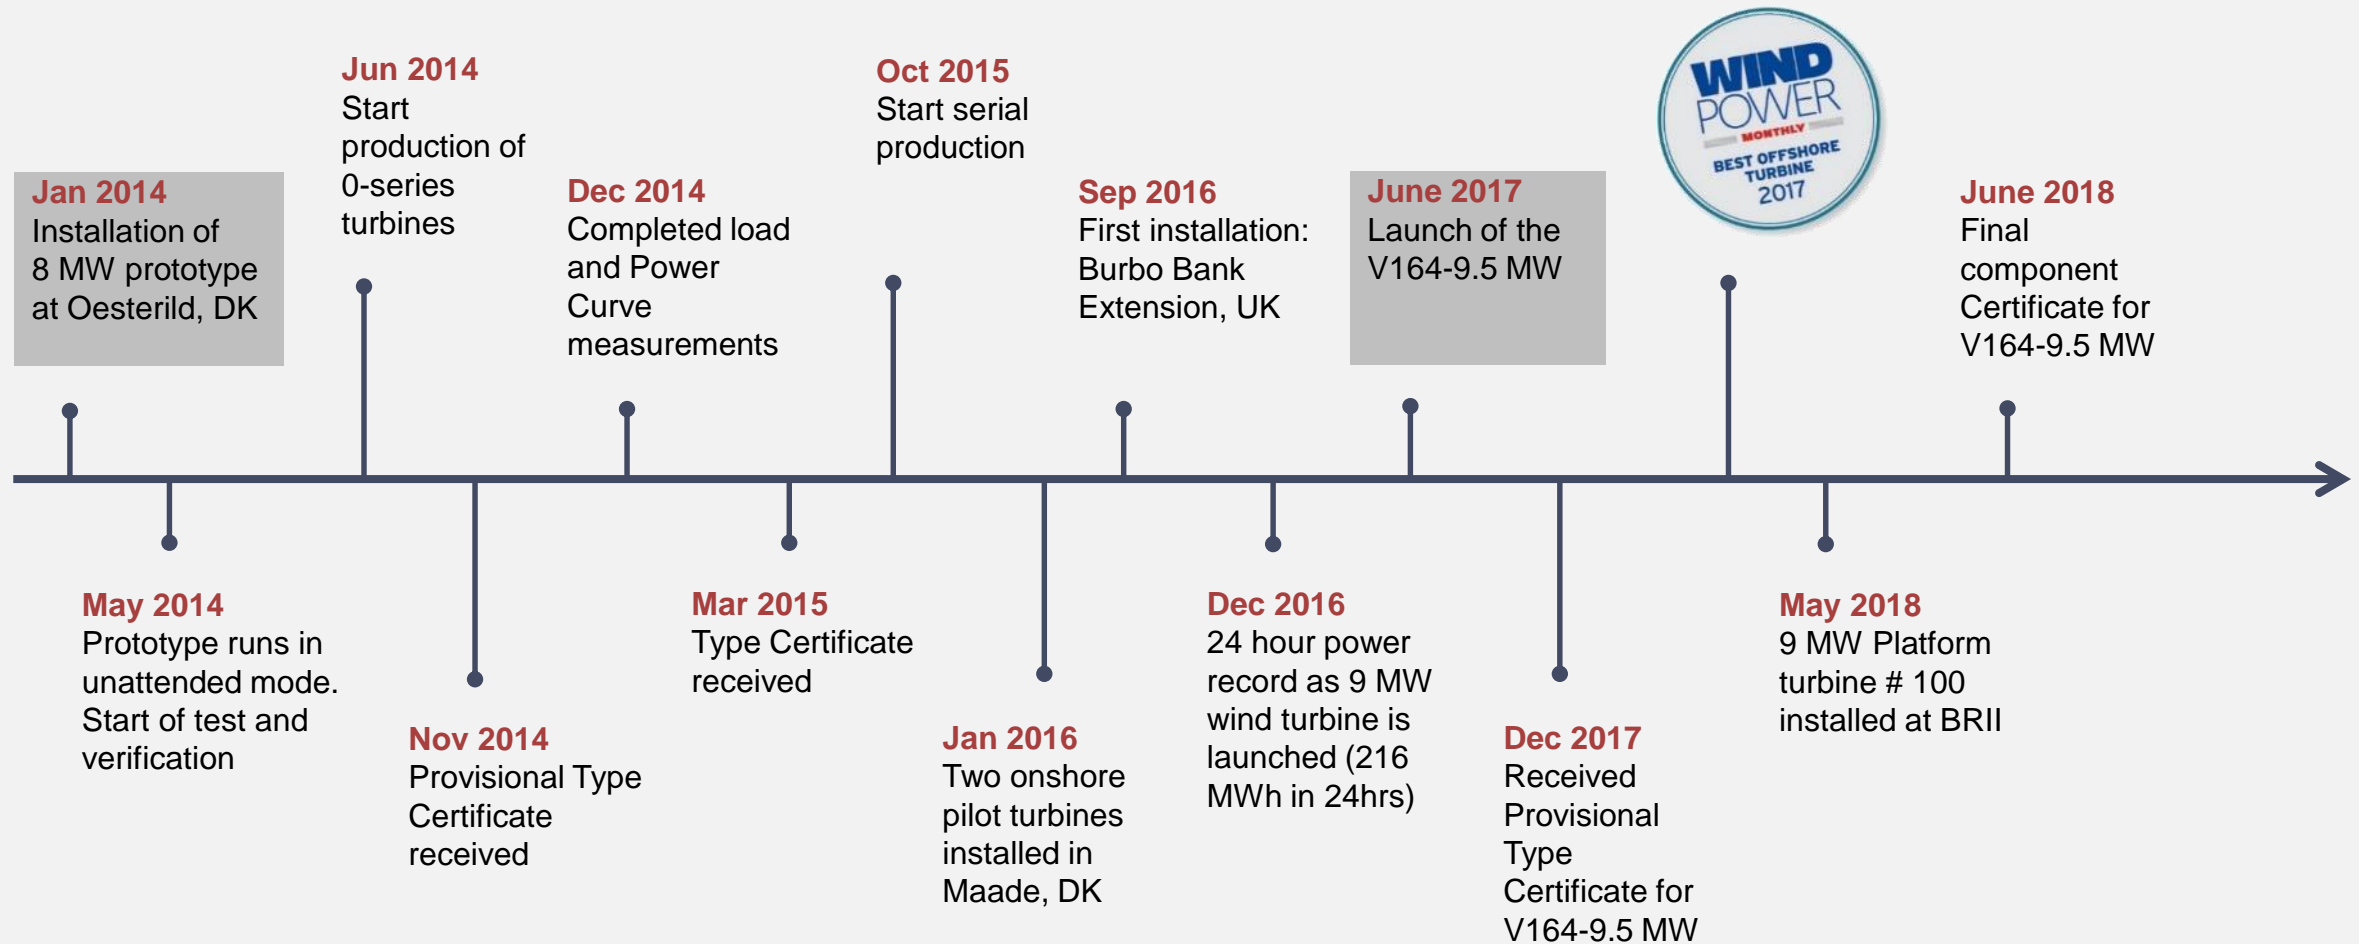 Jan 2014
Installation of
8 MW prototype
at Oesterild, DK
May 2014
Prototype runs in
unattended mode.
Start of test and
verification
Jun 2014
Start
production of
0-series
turbines
Nov 2014
Provisional Type
Certificate
received
Dec 2014
Completed load
and Power
Curve
measurements
Mar 2015
Type Certificate
received
Oct 2015
Start serial
production
Jan 2016
Two onshore
pilot turbines
installed in
Maade, DK
Sep 2016
First installation:
Burbo Bank
Extension, UK
Dec 2016
24 hour power
record as 9 MW
wind turbine is
launched (216
MWh in 24hrs)
June 2017
Launch of the
V164-9.5 MW
Dec 2017
Received
Provisional
Type
Certificate for
V164-9.5 MW
WIND
POWER
MONTHLY
BEST OFFSHORE
TURBINE
2017
May 2018
9 MW Platform
turbine # 100
installed at BRII
June 2018
Final
component
Certificate for
V164-9.5 MW